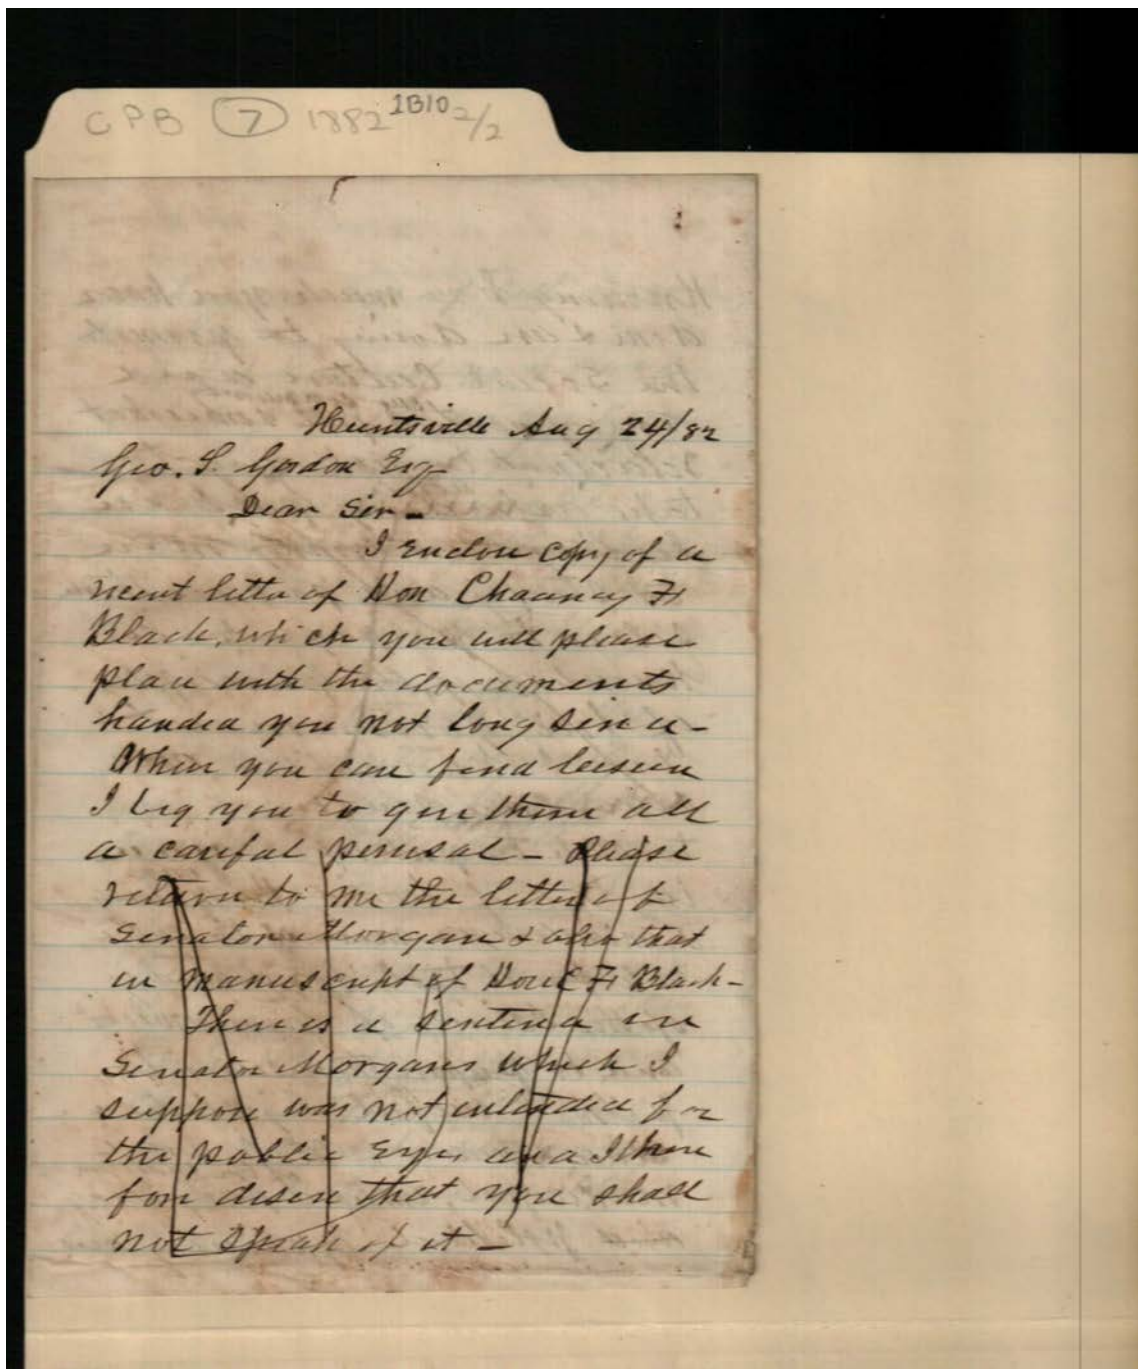 CPB 7 1882 1B10 2/2
Huntsville Aug 24/82
Geo. S. Gordon Esq
Dear Sir –
I enclose copy of a
recent letter of Hon Chauncey F
Black, which you will please
place with the documents
handed you not long since –
When you can find leisure
I beg you to give them all
a careful perusal – Please
return to me the letter of
Senator Morgan & also that
in manuscript of Hon C F Black –
There is a sentence in
Senator Morgans which I
suppose was not intended for
the public eye, and I there
fore desire that you shall
not speak of it –